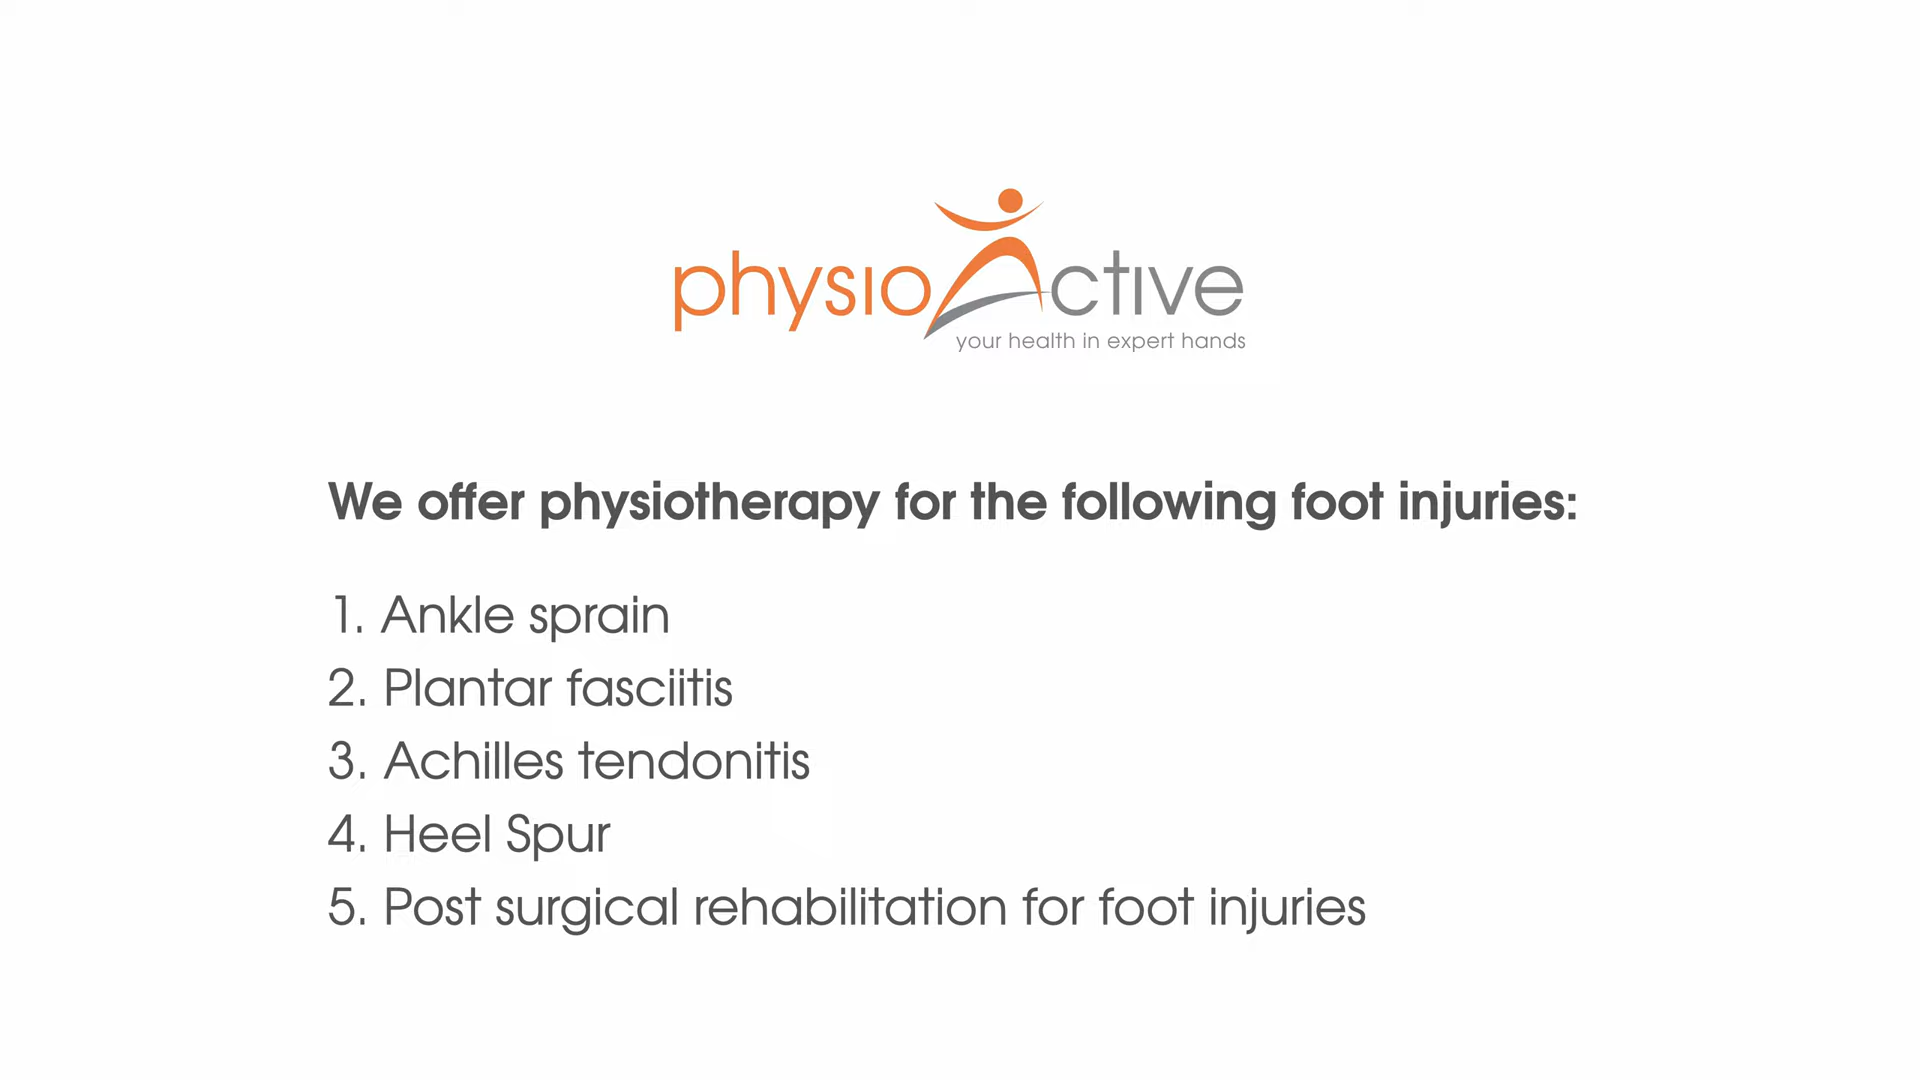 physioActive
your health in expert hands
We offer physiotherapy for the following foot injuries:
1. Ankle sprain
2. Plantar fasciitis
3. Achilles tendonitis
4. Heel Spur
5. Post surgical rehabilitation for foot injuries